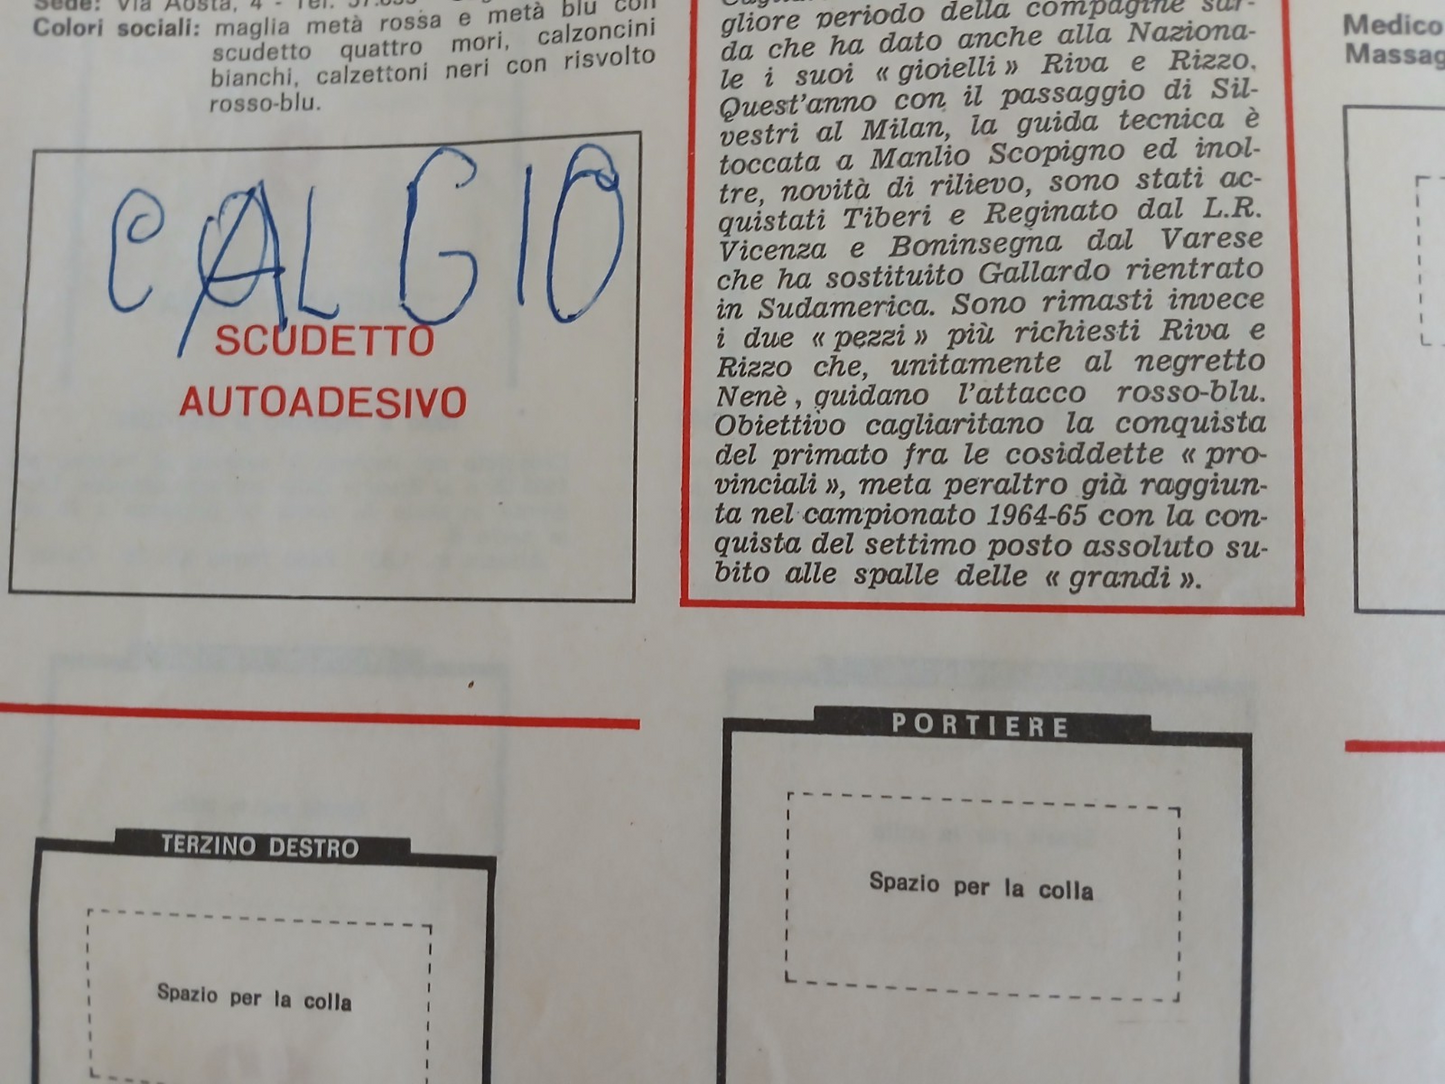 Sede: Via Aosta, 4 - Tel.
Colori sociali: maglia metà rossa e metà blu con
scudetto quattro mori, calzoncini
bianchi, calzettoni neri con risvolto
rosso-blu.
CALGIO
SCUDETTO
AUTOADESIVO
gliore periodo della compagine sar-
da che ha dato anche alla Naziona-
le i suoi « gioielli » Riva e Rizzo.
Quest'anno con il passaggio di Sil-
vestri al Milan, la guida tecnica è
toccata a Manlio Scopigno ed inol-
tre, novità di rilievo, sono stati ac-
quistati Tiberi e Reginato dal L.R.
Vicenza e Boninsegna dal Varese
che ha sostituito Gallardo rientrato
in Sudamerica. Sono rimasti invece
i due « pezzi » più richiesti Riva e
Rizzo che, unitamente al negretto
Nenè, guidano l'attacco rosso-blu.
Obiettivo cagliaritano la conquista
del primato fra le cosiddette « pro-
vinciali », meta peraltro già raggiun-
ta nel campionato 1964-65 con la con-
quista del settimo posto assoluto su-
bito alle spalle delle « grandi ».
Medico
Massag
PORTIERE
Spazio per la colla
TERZINO DESTRO
Spazio per la colla